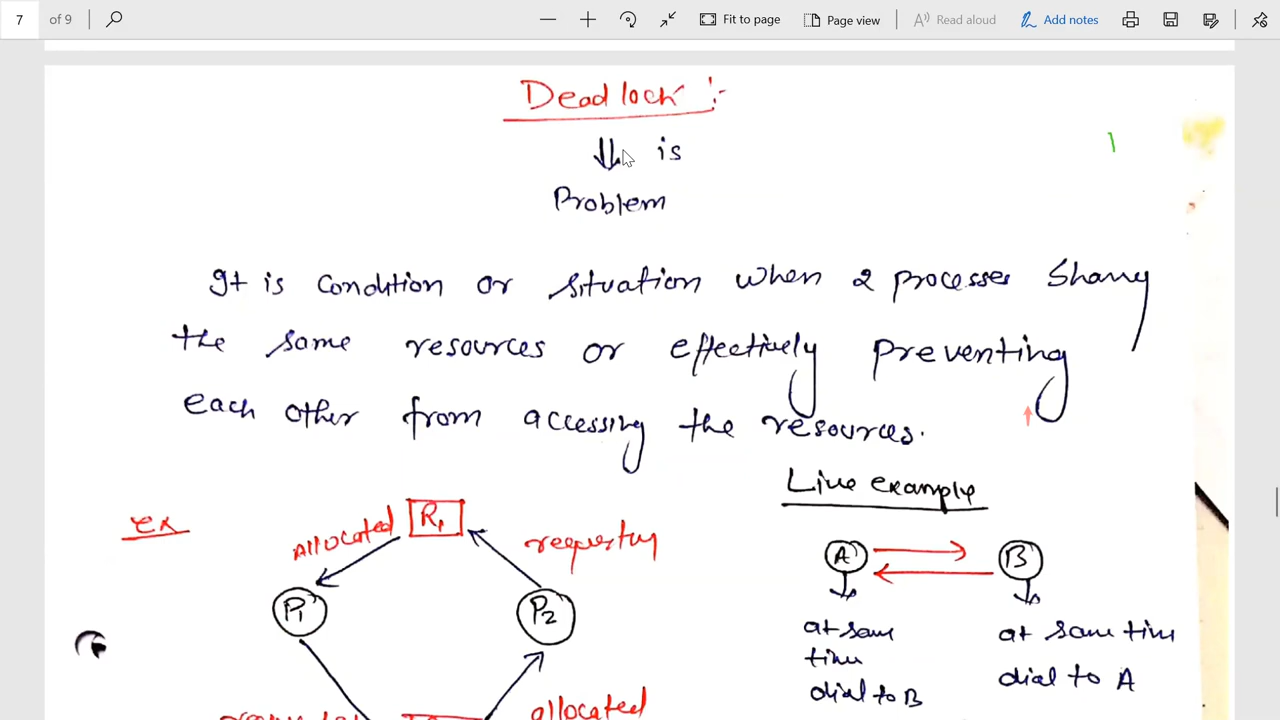 7 of 9
Fit to page
Page view
Read aloud
Add notes
Deadlock :-
is
Problem
It is Condition or situation when 2 processes Sharing
the same resources or effectively preventing
each other from accessing the resources.
Live example
ex
Allocated
R1
requesting
A
B
P1
P2
at same
time
dial to B
at same time
dial to A
allocated